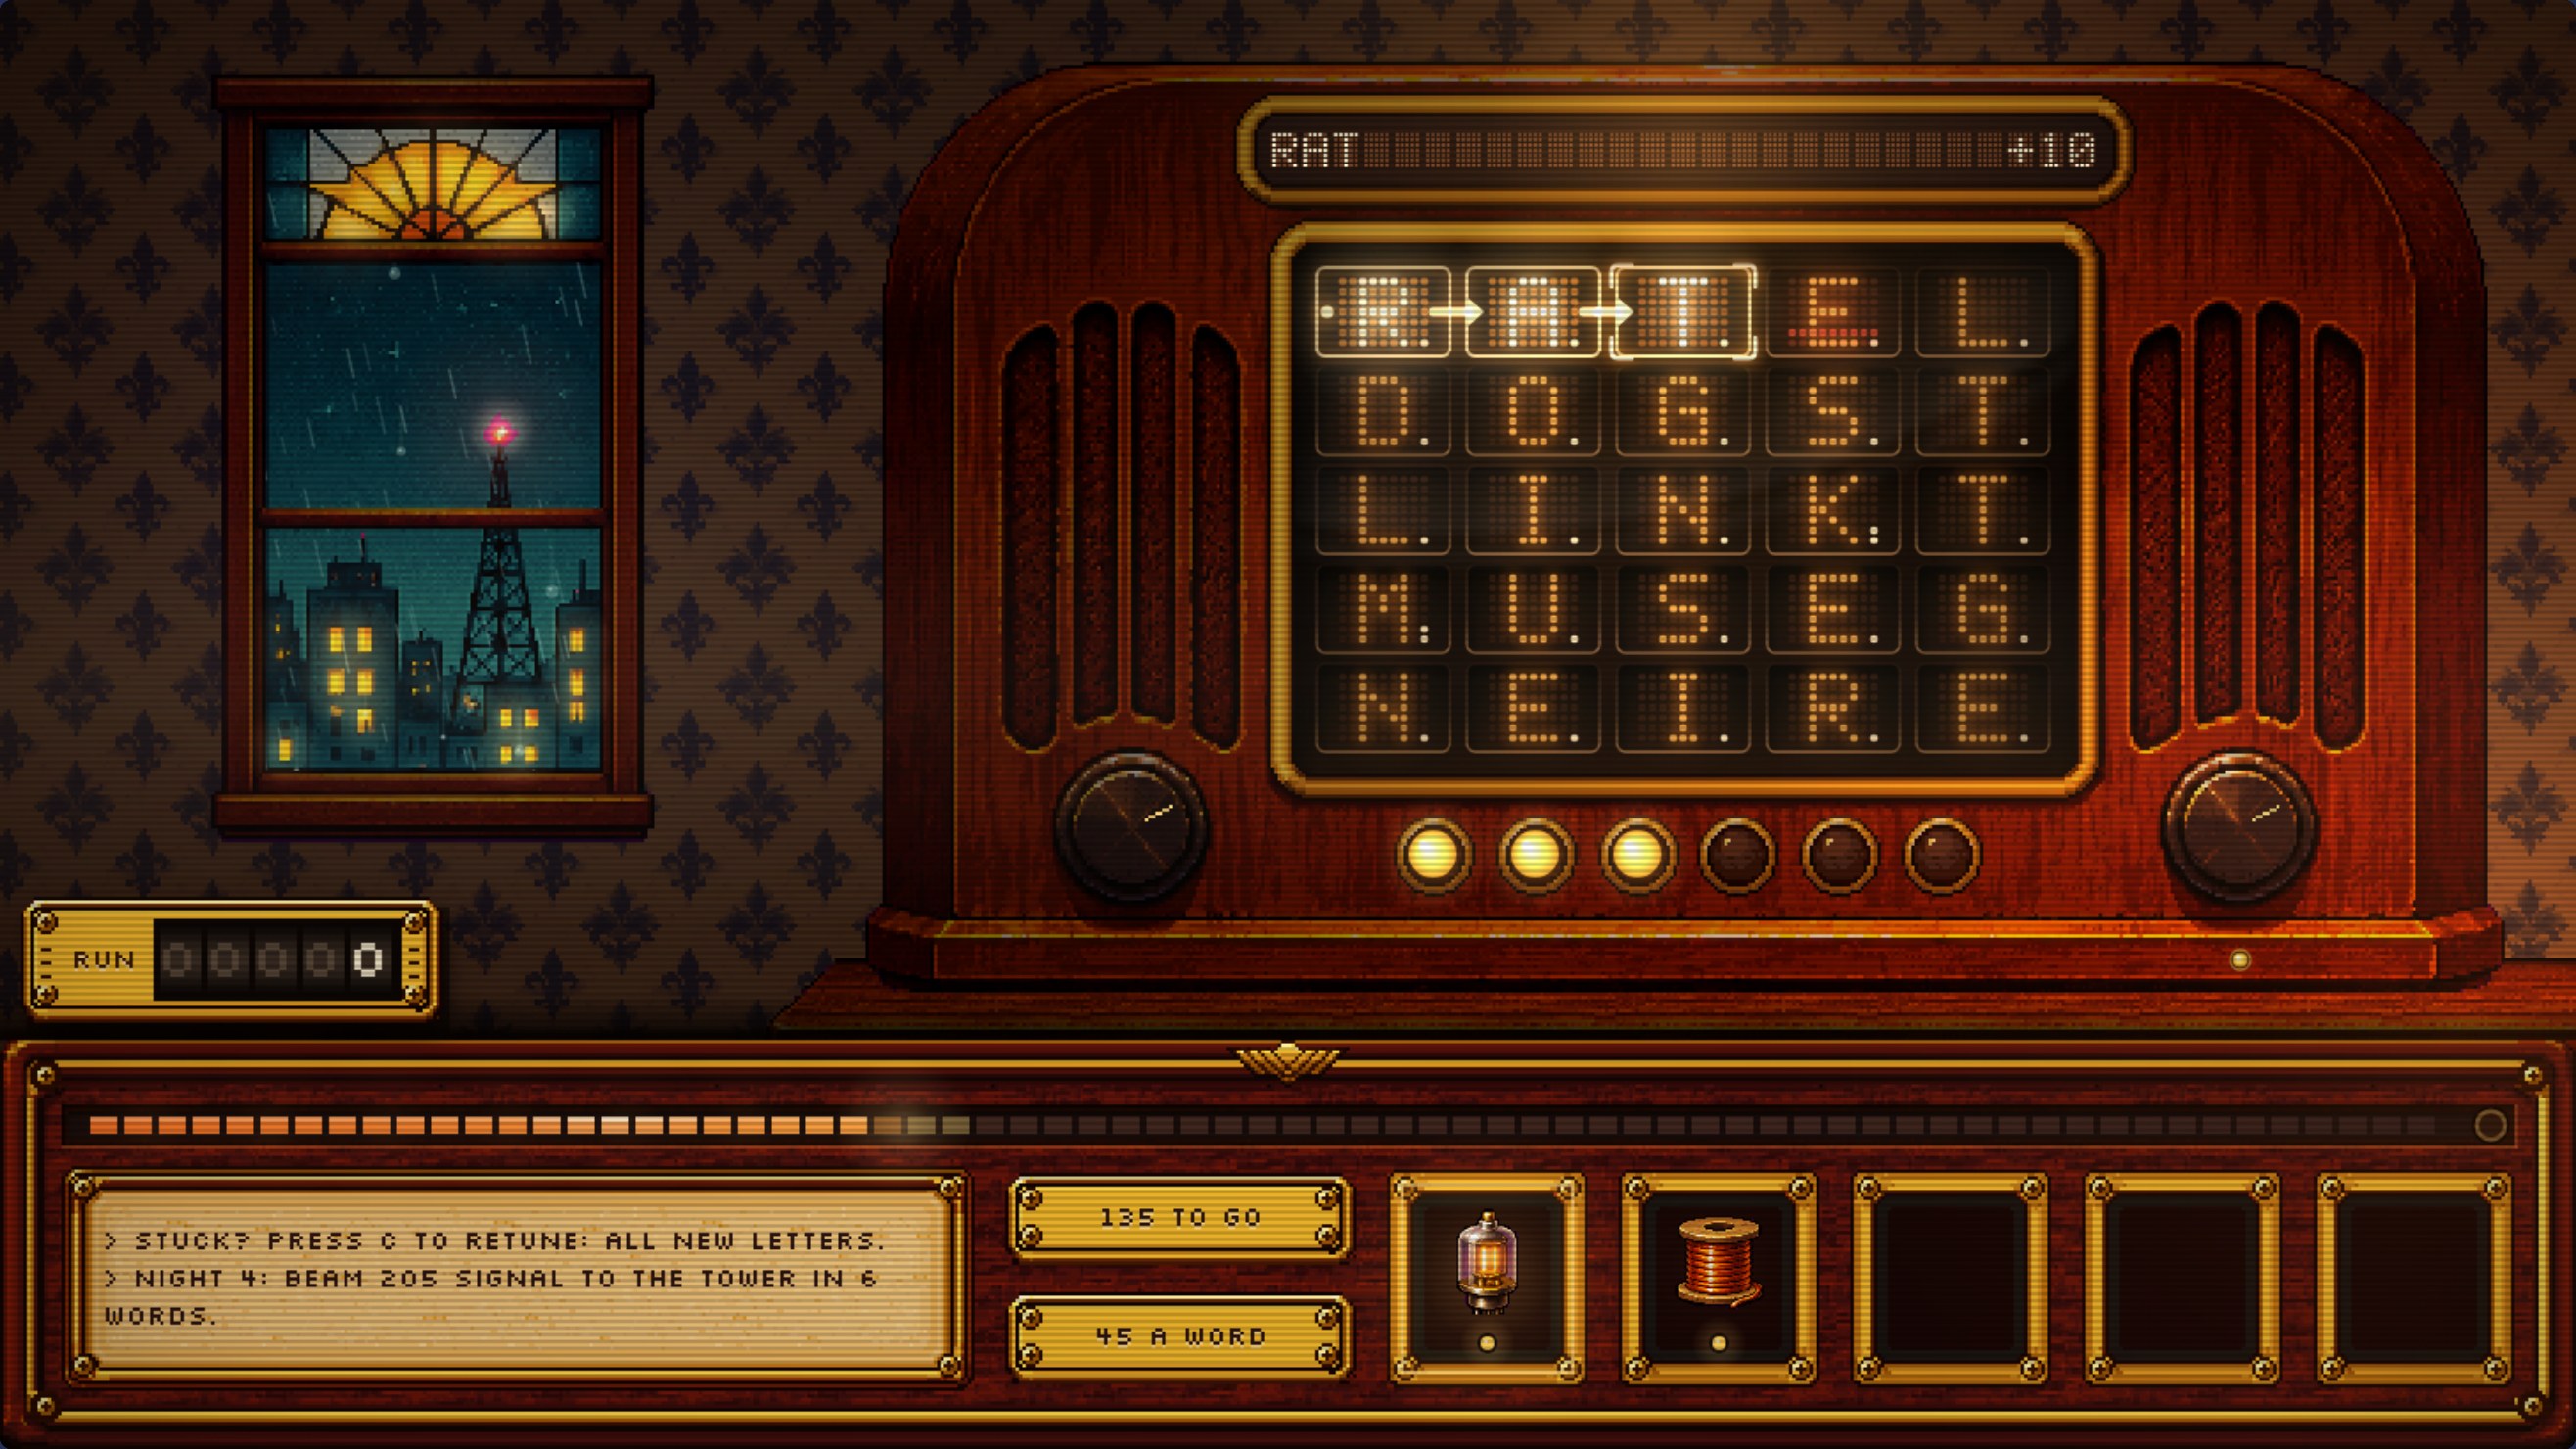 RAT +10
R A T E L
D O G S T
L I N K T
M U S E G
N E I R E
RUN 00000
> STUCK? PRESS C TO RETUNE: ALL NEW LETTERS.
> NIGHT 4: BEAM 205 SIGNAL TO THE TOWER IN 6
WORDS.
135 TO GO
45 A WORD